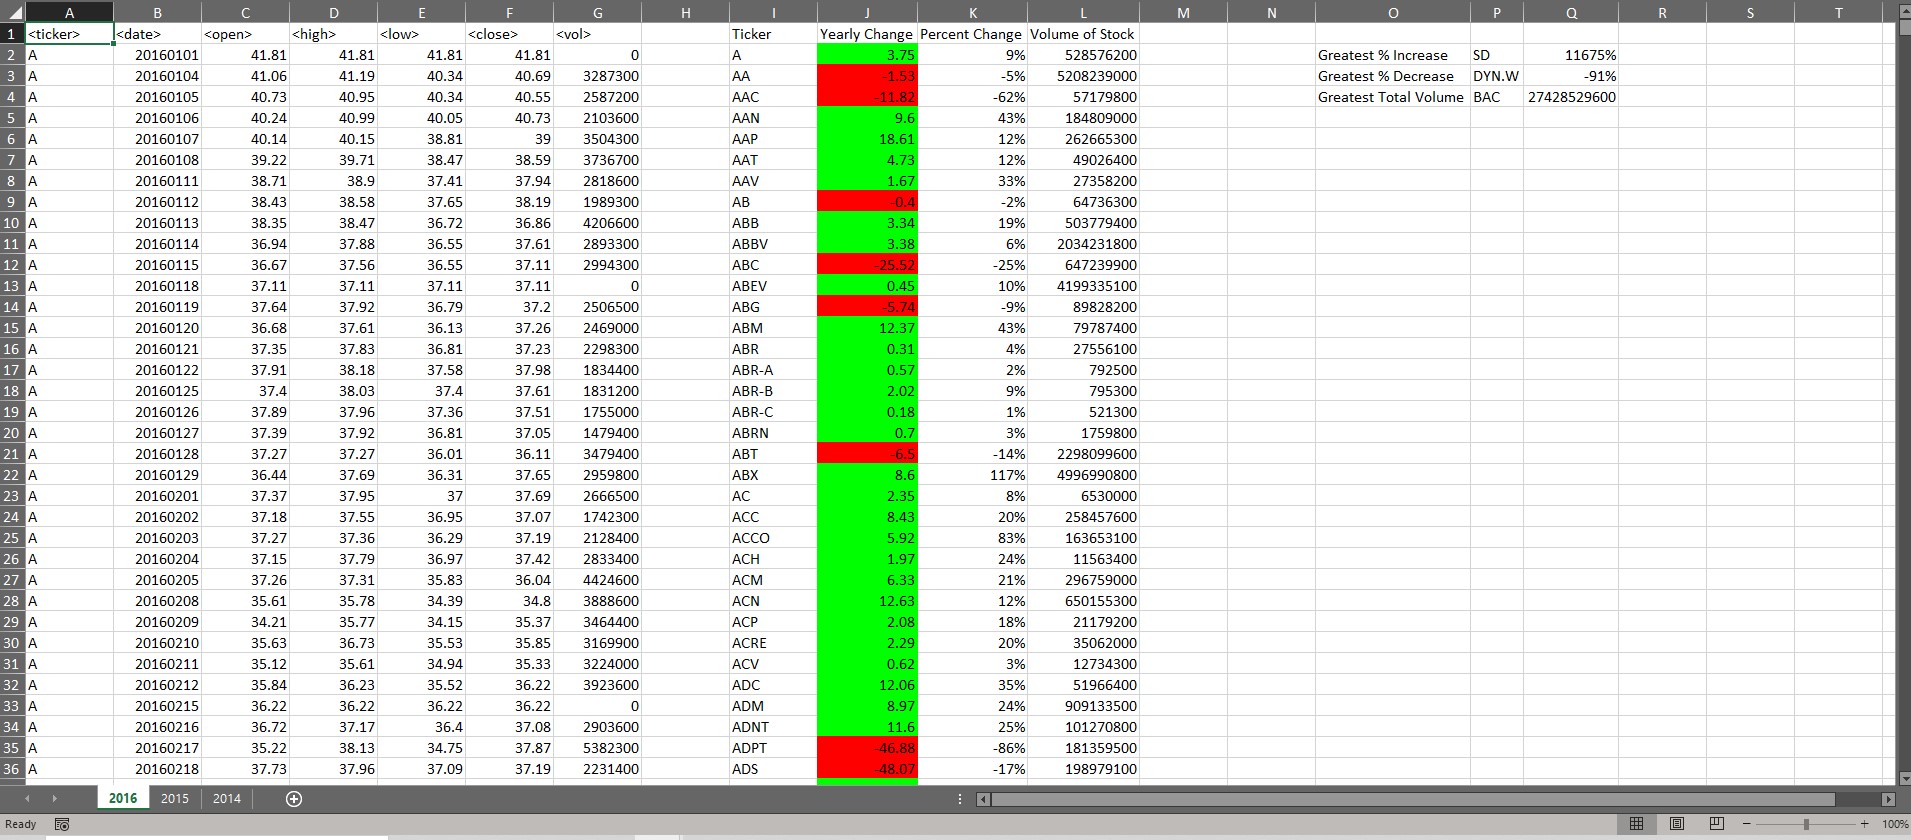 A B C D E F G H I J K L M N O P Q R S T
1 <ticker> <date> <open> <high> <low> <close> <vol> Ticker Yearly Change Percent Change Volume of Stock
2 A 20160101 41.81 41.81 41.81 41.81 0 A 3.75 9% 528576200 Greatest % Increase SD 11675%
3 A 20160104 41.06 41.19 40.34 40.69 3287300 AA -1.53 -5% 5208239000 Greatest % Decrease DYN.W -91%
4 A 20160105 40.73 40.95 40.34 40.55 2587200 AAC -11.82 -62% 57179800 Greatest Total Volume BAC 27428529600
5 A 20160106 40.24 40.99 40.05 40.73 2103600 AAN 9.6 43% 184809000
6 A 20160107 40.14 40.15 38.81 39 3504300 AAP 18.61 12% 262665300
7 A 20160108 39.22 39.71 38.47 38.59 3736700 AAT 4.73 12% 49026400
8 A 20160111 38.71 38.9 37.41 37.94 2818600 AAV 1.67 33% 27358200
9 A 20160112 38.43 38.58 37.65 38.19 1989300 AB -0.4 -2% 64736300
10 A 20160113 38.35 38.47 36.72 36.86 4206600 ABB 3.34 19% 503779400
11 A 20160114 36.94 37.88 36.55 37.61 2893300 ABBV 3.38 6% 2034231800
12 A 20160115 36.67 37.56 36.55 37.11 2994300 ABC -25.52 -25% 647239900
13 A 20160118 37.11 37.11 37.11 37.11 0 ABEV 0.45 10% 4199335100
14 A 20160119 37.64 37.92 36.79 37.2 2506500 ABG -5.74 -9% 89828200
15 A 20160120 36.68 37.61 36.13 37.26 2469000 ABM 12.37 43% 79787400
16 A 20160121 37.35 37.83 36.81 37.23 2298300 ABR 0.31 4% 27556100
17 A 20160122 37.91 38.18 37.58 37.98 1834400 ABR-A 0.57 2% 792500
18 A 20160125 37.4 38.03 37.4 37.61 1831200 ABR-B 2.02 9% 795300
19 A 20160126 37.89 37.96 37.36 37.51 1755000 ABR-C 0.18 1% 521300
20 A 20160127 37.39 37.92 36.81 37.05 1479400 ABRN 0.7 3% 1759800
21 A 20160128 37.27 37.27 36.01 36.11 3479400 ABT -6.5 -14% 2298099600
22 A 20160129 36.44 37.69 36.31 37.65 2959800 ABX 8.6 117% 4996990800
23 A 20160201 37.37 37.95 37 37.69 2666500 AC 2.35 8% 6530000
24 A 20160202 37.18 37.55 36.95 37.07 1742300 ACC 8.43 20% 258457600
25 A 20160203 37.27 37.36 36.29 37.19 2128400 ACCO 5.92 83% 163653100
26 A 20160204 37.15 37.79 36.97 37.42 2833400 ACH 1.97 24% 11563400
27 A 20160205 37.26 37.31 35.83 36.04 4424600 ACM 6.33 21% 296759000
28 A 20160208 35.61 35.78 34.39 34.8 3888600 ACN 12.63 12% 650155300
29 A 20160209 34.21 35.77 34.15 35.37 3464400 ACP 2.08 18% 21179200
30 A 20160210 35.63 36.73 35.53 35.85 3169900 ACRE 2.29 20% 35062000
31 A 20160211 35.12 35.61 34.94 35.33 3224000 ACV 0.62 3% 12734300
32 A 20160212 35.84 36.23 35.52 36.22 3923600 ADC 12.06 35% 51966400
33 A 20160215 36.22 36.22 36.22 36.22 0 ADM 8.97 24% 909133500
34 A 20160216 36.72 37.17 36.4 37.08 2903600 ADNT 11.6 25% 101270800
35 A 20160217 35.22 38.13 34.75 37.87 5382300 ADPT -46.88 -86% 181359500
36 A 20160218 37.73 37.96 37.09 37.19 2231400 ADS -48.07 -17% 198979100
2016 2015 2014
Ready 100%